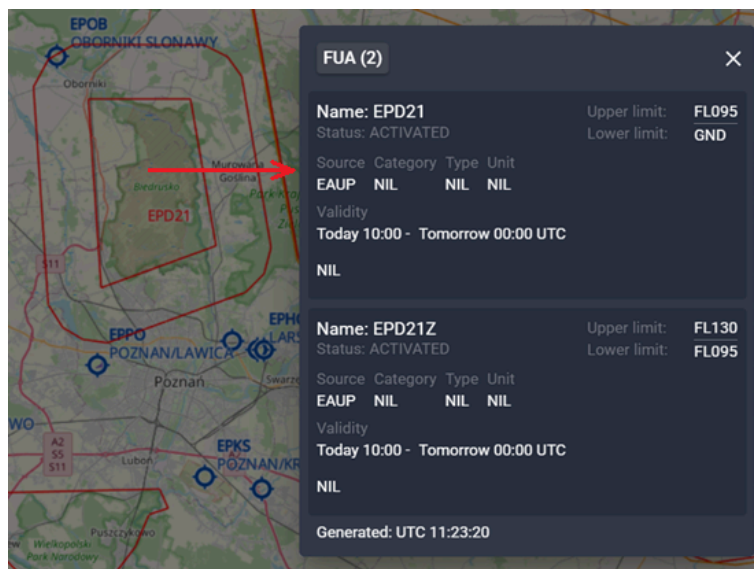 EPOB
OBORNIKI SLONAWY
Oborniki
Murowana
Goślina
Biedrusko
EPD21
S11
EPPO
POZNAN/LAWICA
Poznań
A2
S5
S11
Luboń
EPKS
POZNAN/KR
Puszczykowo
Wielkopolski
Park Narodowy
FUA (2)
Name: EPD21
Upper limit: FL095
Status: ACTIVATED
Lower limit: GND
Source Category Type Unit
EAUP NIL NIL NIL
Validity
Today 10:00 - Tomorrow 00:00 UTC
NIL
Name: EPD21Z
Upper limit: FL130
Status: ACTIVATED
Lower limit: FL095
Source Category Type Unit
EAUP NIL NIL NIL
Validity
Today 10:00 - Tomorrow 00:00 UTC
NIL
Generated: UTC 11:23:20